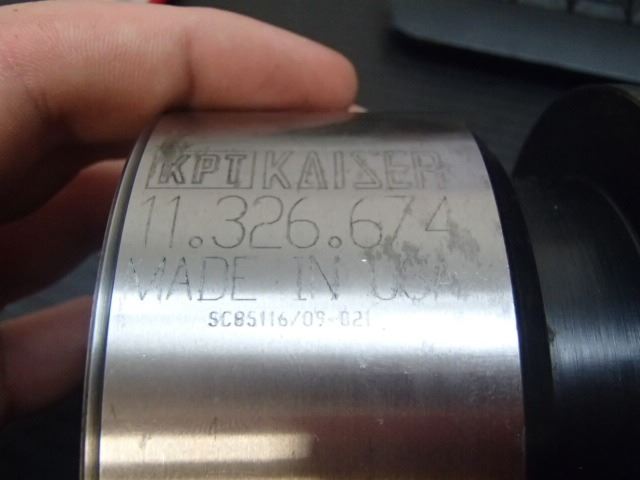 KPT KAISER
11.326.674
MADE IN USA
SC85116/09-021